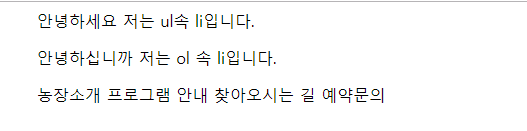 안녕하세요 저는 ul속 li입니다.
안녕하십니까 저는 ol 속 li입니다.
농장소개 프로그램 안내 찾아오시는 길 예약문의